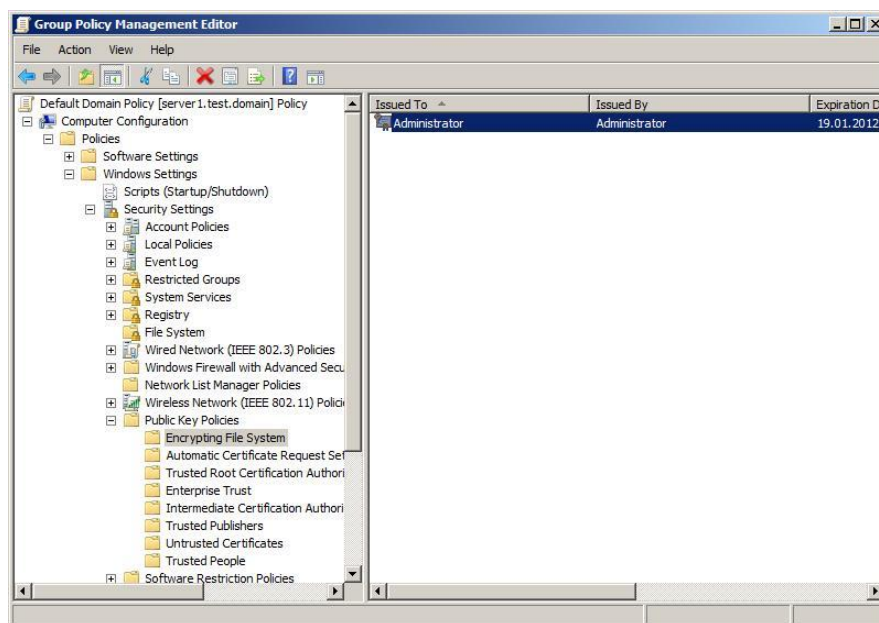 Group Policy Management Editor
File Action View Help
Default Domain Policy [server1.test.domain] Policy
Computer Configuration
Policies
Software Settings
Windows Settings
Scripts (Startup/Shutdown)
Security Settings
Account Policies
Local Policies
Event Log
Restricted Groups
System Services
Registry
File System
Wired Network (IEEE 802.3) Policies
Windows Firewall with Advanced Secu
Network List Manager Policies
Wireless Network (IEEE 802.11) Polici
Public Key Policies
Encrypting File System
Automatic Certificate Request Set
Trusted Root Certification Authori
Enterprise Trust
Intermediate Certification Authori
Trusted Publishers
Untrusted Certificates
Trusted People
Software Restriction Policies
Issued To Issued By Expiration D
Administrator Administrator 19.01.2012